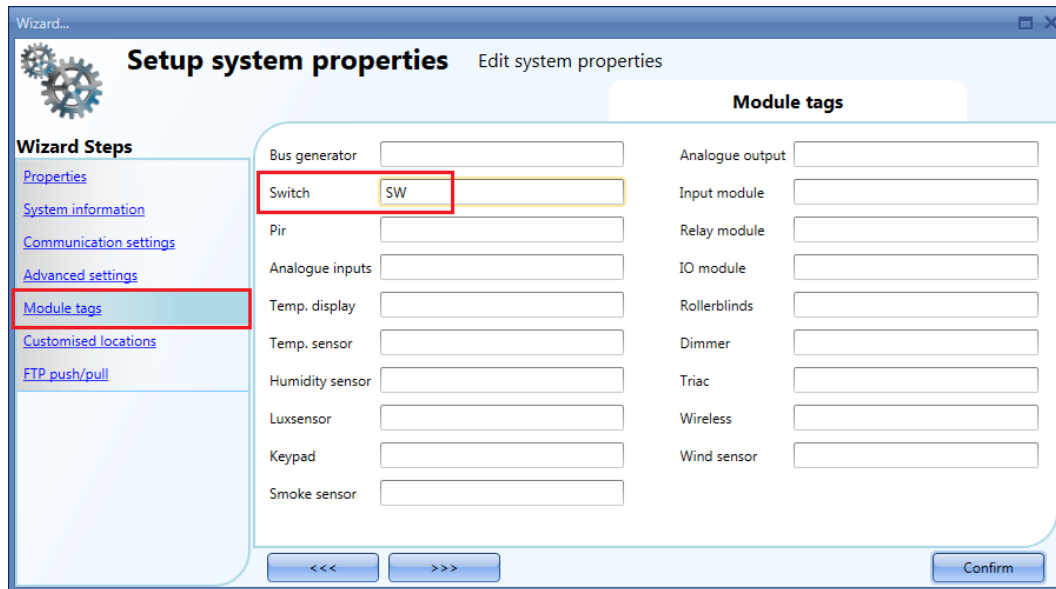 Wizard...
Setup system properties Edit system properties
Module tags
Wizard Steps
Properties
System information
Communication settings
Advanced settings
Module tags
Customised locations
FTP push/pull
Bus generator
Switch SW
Pir
Analogue inputs
Temp. display
Temp. sensor
Humidity sensor
Luxsensor
Keypad
Smoke sensor
Analogue output
Input module
Relay module
IO module
Rollerblinds
Dimmer
Triac
Wireless
Wind sensor
<<< >>> Confirm